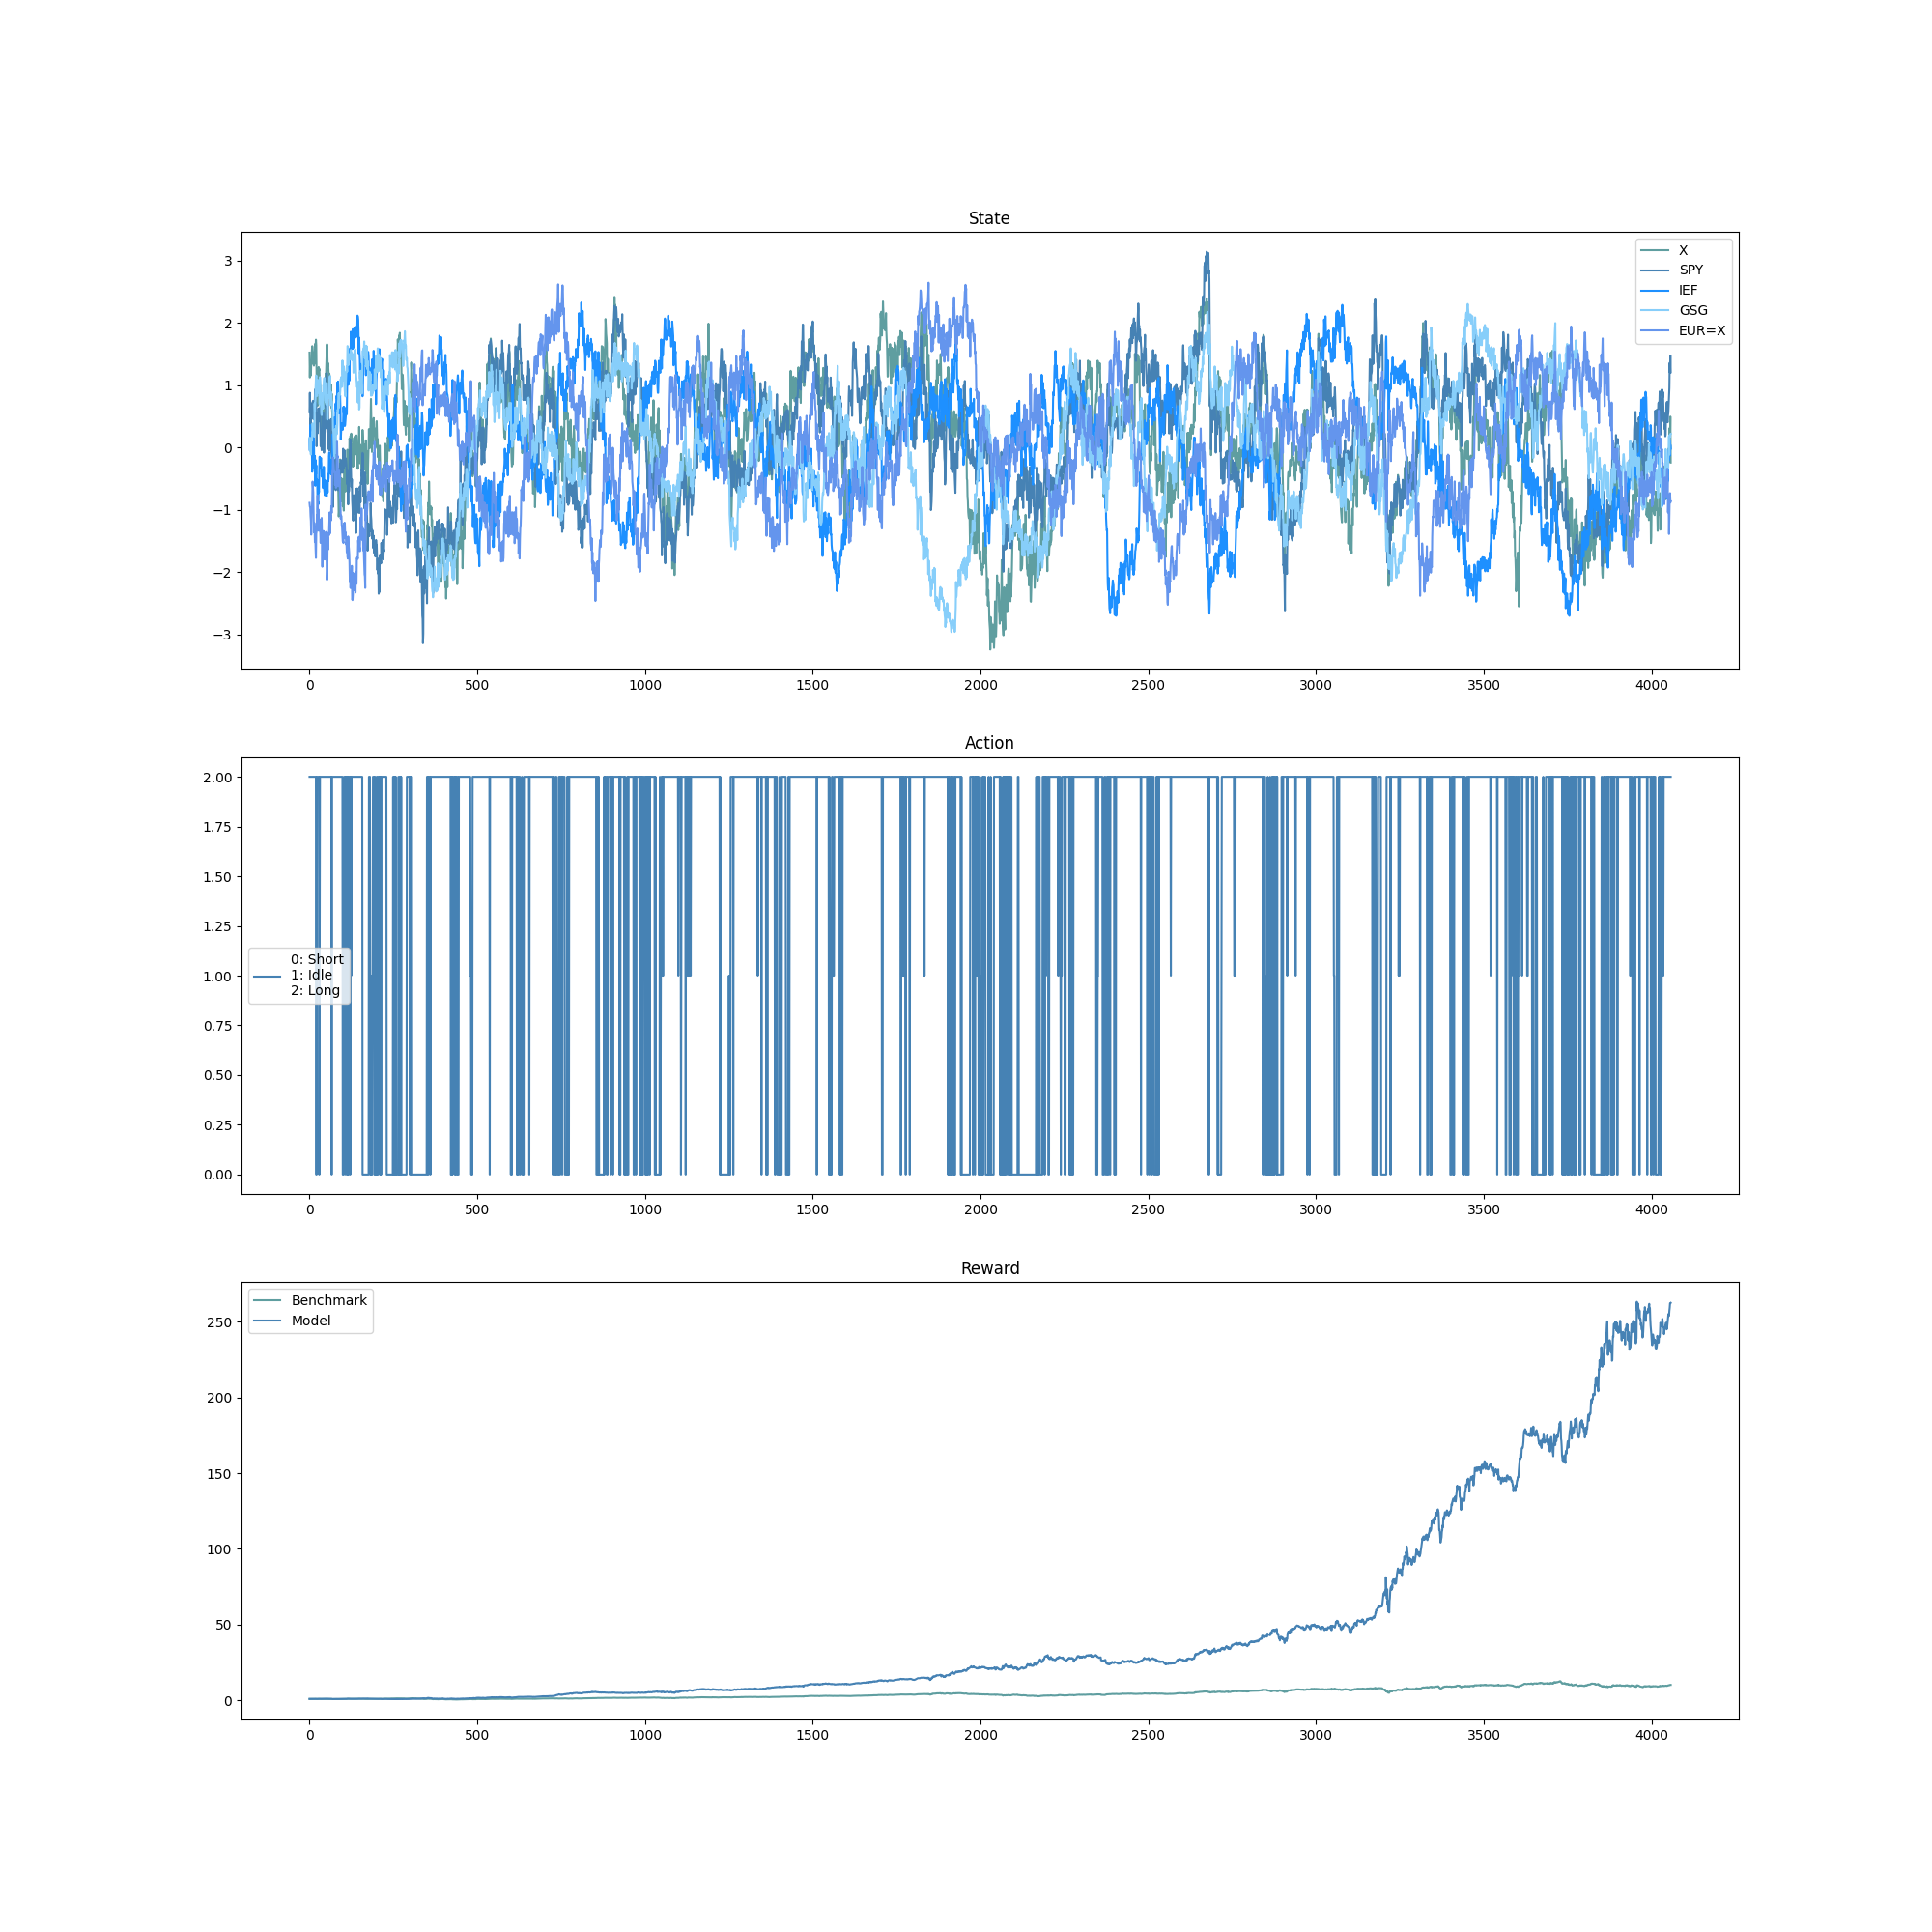 State
3
2
1
0
−1
−2
−3
X
SPY
IEF
GSG
EUR=X
0 500 1000 1500 2000 2500 3000 3500 4000
Action
2.00
1.75
1.50
1.25
1.00
0.75
0.50
0.25
0.00
0: Short
1: Idle
2: Long
0 500 1000 1500 2000 2500 3000 3500 4000
Reward
Benchmark
Model
250
200
150
100
50
0
0 500 1000 1500 2000 2500 3000 3500 4000